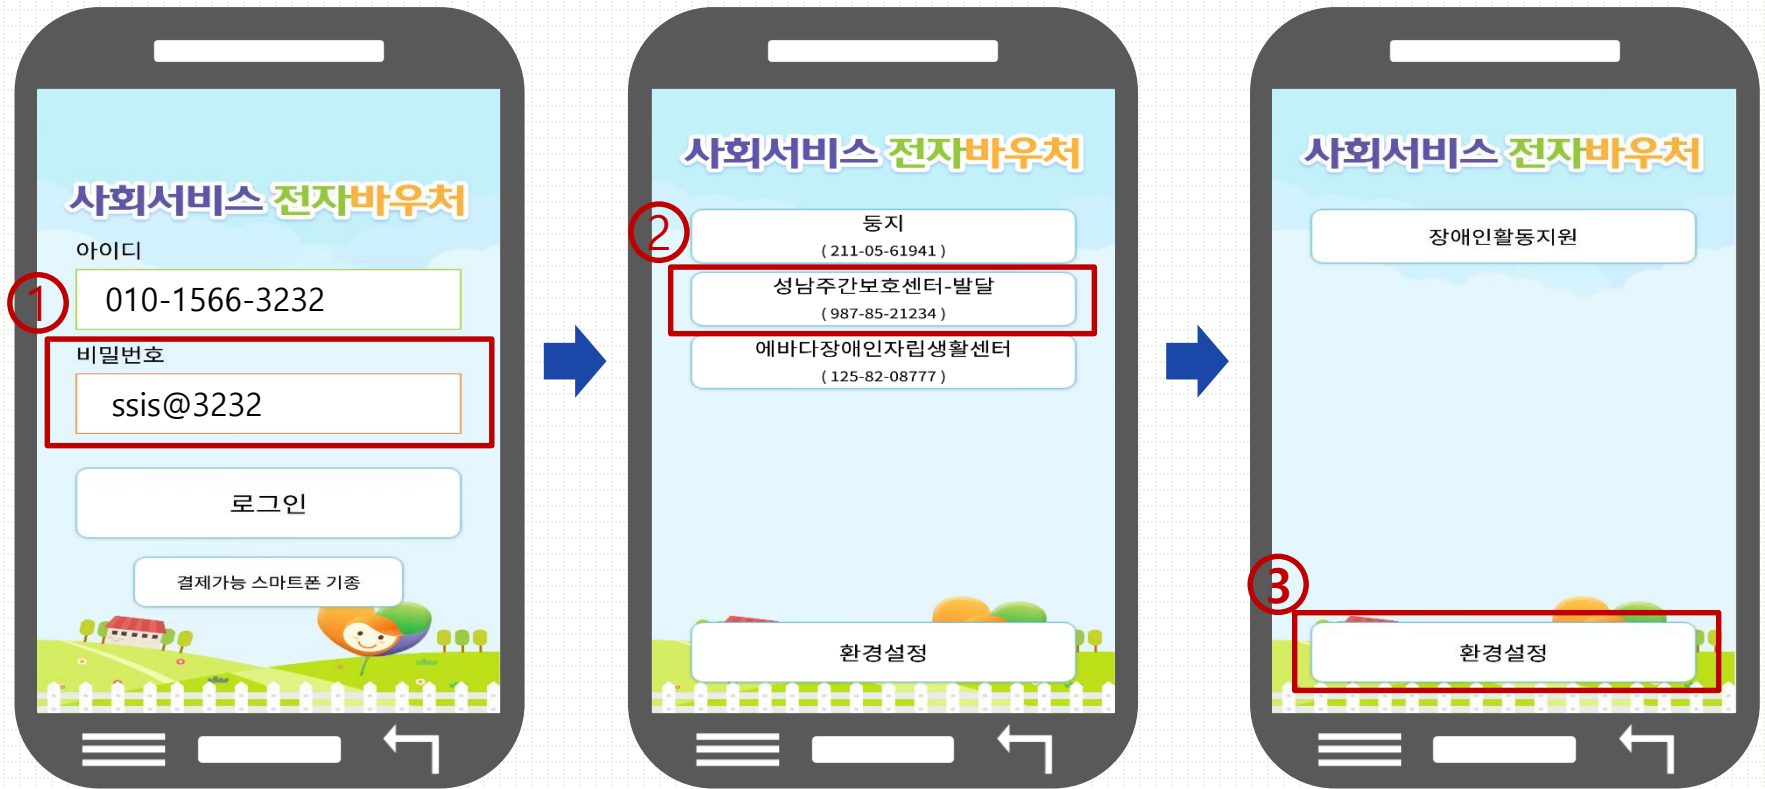 사회서비스 전자바우처
아이디
①
010-1566-3232
비밀번호
ssis@3232
로그인
결제가능 스마트폰 기종
사회서비스 전자바우처
②
둥지
( 211-05-61941 )
성남주간보호센터-발달
( 987-85-21234 )
에바다장애인자립생활센터
( 125-82-08777 )
환경설정
사회서비스 전자바우처
장애인활동지원
③
환경설정